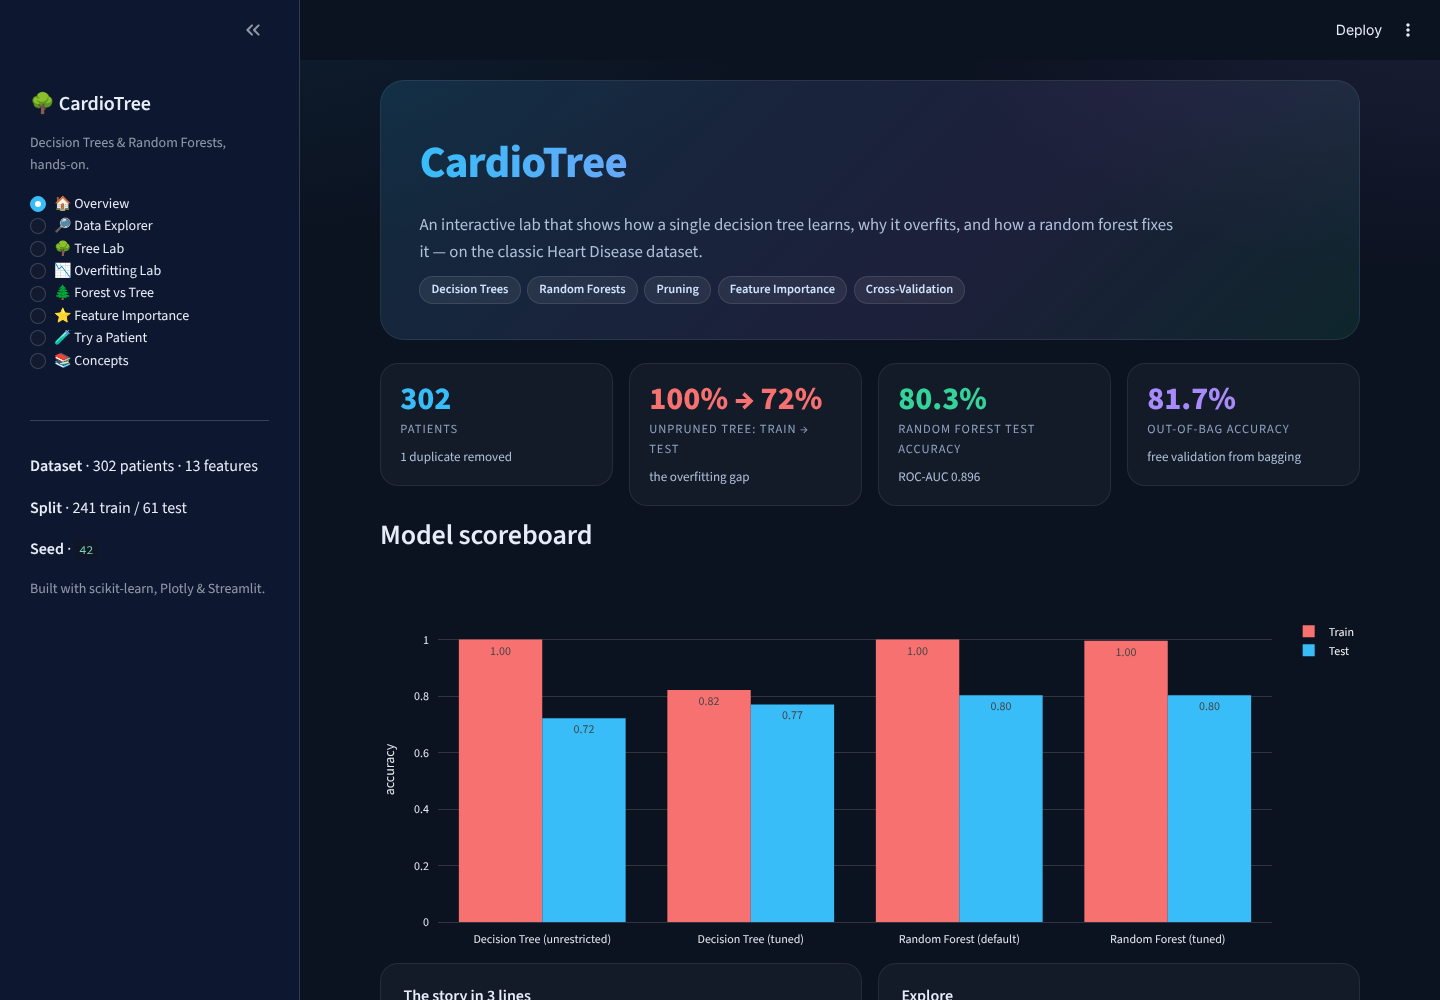 Deploy
🌳 CardioTree
Decision Trees & Random Forests,
hands-on.
🏠 Overview
🔎 Data Explorer
🌳 Tree Lab
📉 Overfitting Lab
🌲 Forest vs Tree
⭐ Feature Importance
🧪 Try a Patient
📚 Concepts
Dataset · 302 patients · 13 features
Split · 241 train / 61 test
Seed · 42
Built with scikit-learn, Plotly & Streamlit.
CardioTree
An interactive lab that shows how a single decision tree learns, why it overfits, and how a random forest fixes
it — on the classic Heart Disease dataset.
Decision Trees
Random Forests
Pruning
Feature Importance
Cross-Validation
302
PATIENTS
1 duplicate removed
100% → 72%
UNPRUNED TREE: TRAIN →
TEST
the overfitting gap
80.3%
RANDOM FOREST TEST
ACCURACY
ROC-AUC 0.896
81.7%
OUT-OF-BAG ACCURACY
free validation from bagging
Model scoreboard
Train
Test
accuracy
1
0.8
0.6
0.4
0.2
0
1.00
0.72
0.82
0.77
1.00
0.80
1.00
0.80
Decision Tree (unrestricted)
Decision Tree (tuned)
Random Forest (default)
Random Forest (tuned)
The story in 3 lines
Explore